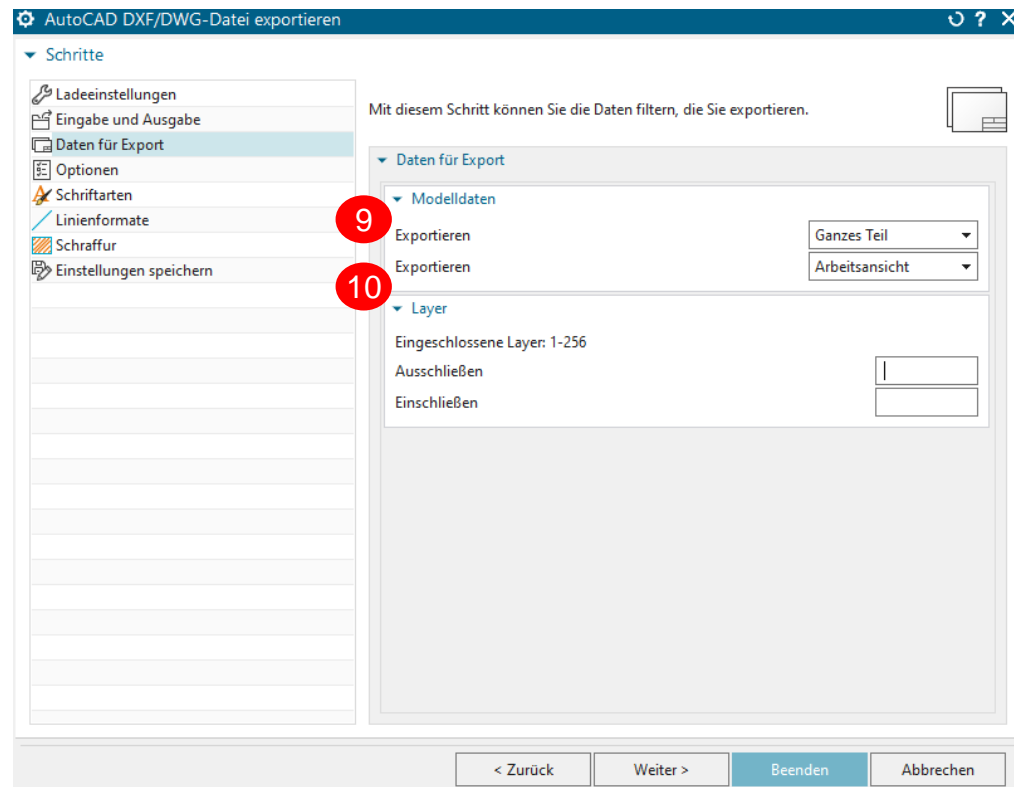 AutoCAD DXF/DWG-Datei exportieren
?
Schritte
Ladeeinstellungen
Eingabe und Ausgabe
Daten für Export
Optionen
Schriftarten
Linienformate
Schraffur
Einstellungen speichern
Mit diesem Schritt können Sie die Daten filtern, die Sie exportieren.
Daten für Export
Modelldaten
9
Exportieren Ganzes Teil
Exportieren Arbeitsansicht
10
Layer
Eingeschlossene Layer: 1-256
Ausschließen
Einschließen
< Zurück Weiter > Beenden Abbrechen